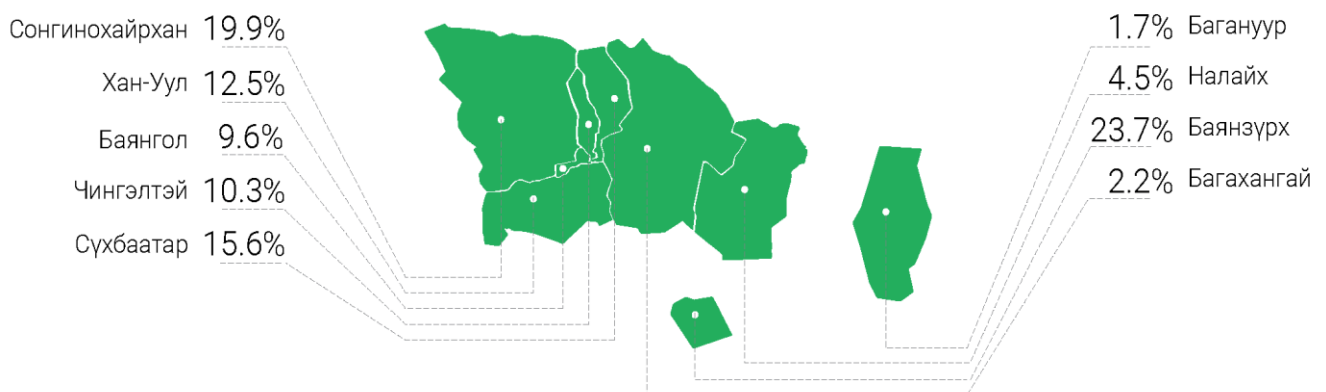 Сонгинохайрхан 19.9%
Хан-Уул 12.5%
Баянгол 9.6%
Чингэлтэй 10.3%
Сүхбаатар 15.6%
1.7% Багануур
4.5% Налайх
23.7% Баянзүрх
2.2% Багахангай